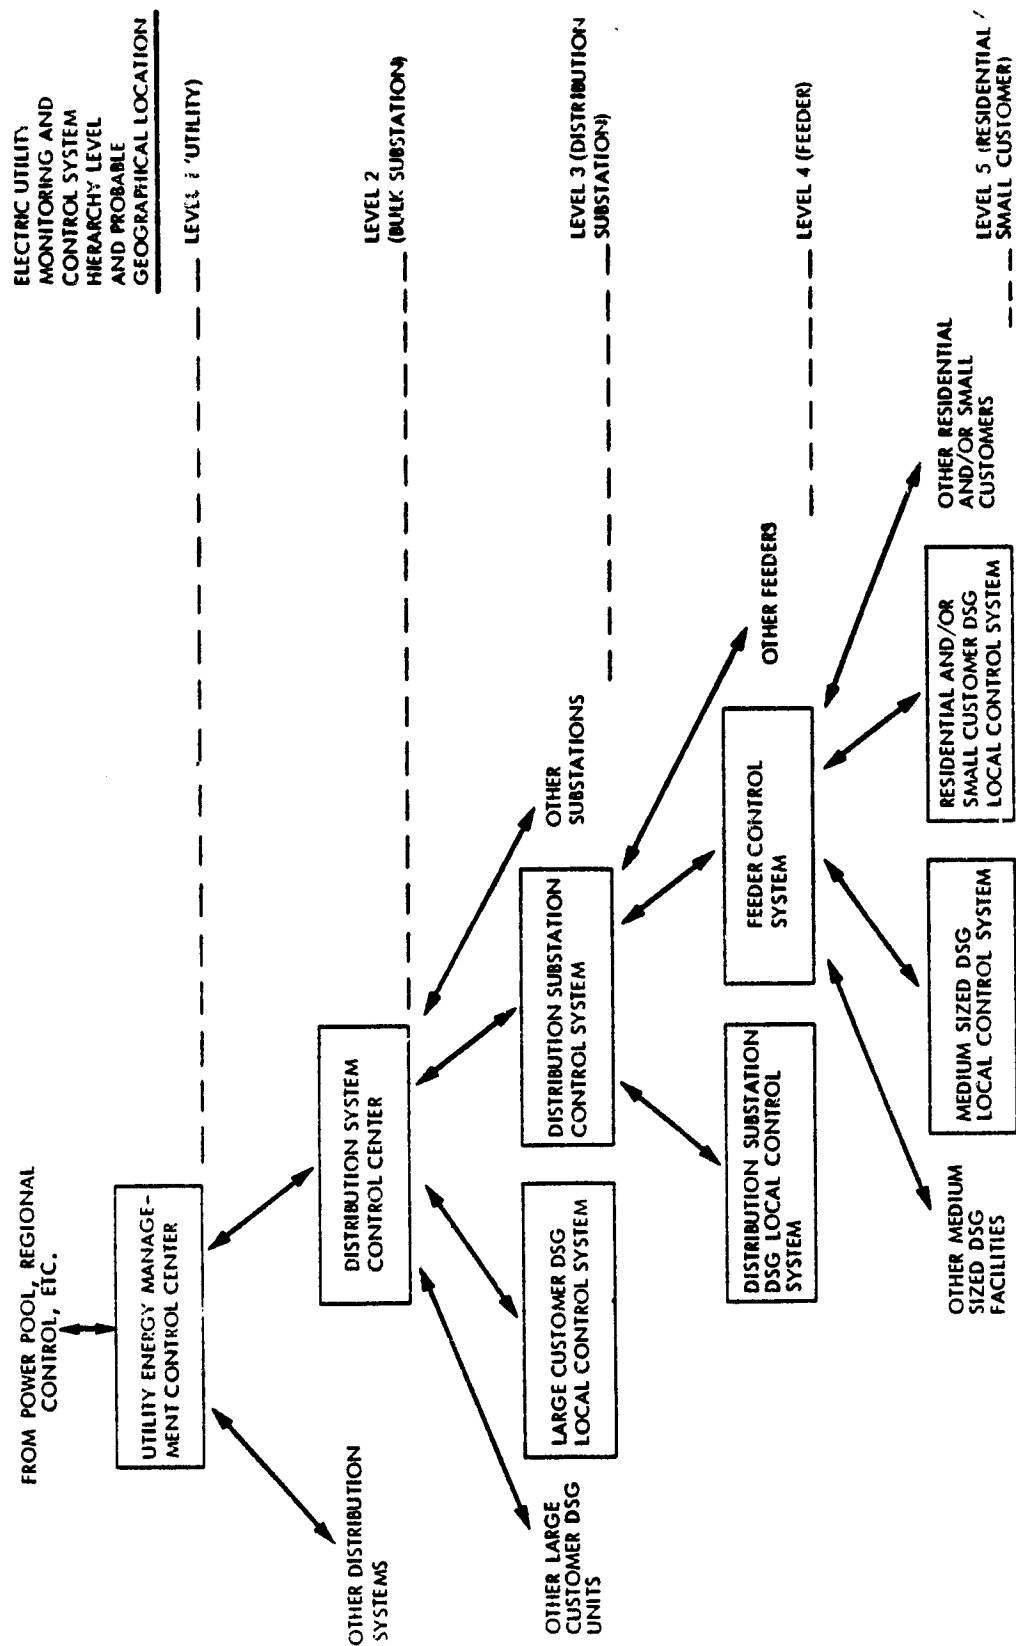 ELECTRIC UTILITY
MONITORING AND
CONTROL SYSTEM
HIERARCHY LEVEL
AND PROBABLE
GEOGRAPHICAL LOCATION
FROM POWER POOL, REGIONAL
CONTROL, ETC.
UTILITY ENERGY MANAGE-
MENT CONTROL CENTER
LEVEL 1 (UTILITY)
OTHER DISTRIBUTION
SYSTEMS
DISTRIBUTION SYSTEM
CONTROL CENTER
LEVEL 2
(BULK SUBSTATION)
OTHER LARGE
CUSTOMER DSG
UNITS
LARGE CUSTOMER DSG
LOCAL CONTROL SYSTEM
DISTRIBUTION SUBSTATION
CONTROL SYSTEM
OTHER
SUBSTATIONS
LEVEL 3 (DISTRIBUTION
SUBSTATION)
DISTRIBUTION SUBSTATION
DSG LOCAL CONTROL
SYSTEM
FEEDER CONTROL
SYSTEM
OTHER FEEDERS
LEVEL 4 (FEEDER)
OTHER MEDIUM
SIZED DSG
FACILITIES
MEDIUM SIZED DSG
LOCAL CONTROL SYSTEM
RESIDENTIAL AND/OR
SMALL CUSTOMER DSG
LOCAL CONTROL SYSTEM
OTHER RESIDENTIAL
AND/OR SMALL
CUSTOMERS
LEVEL 5 (RESIDENTIAL/
SMALL CUSTOMER)